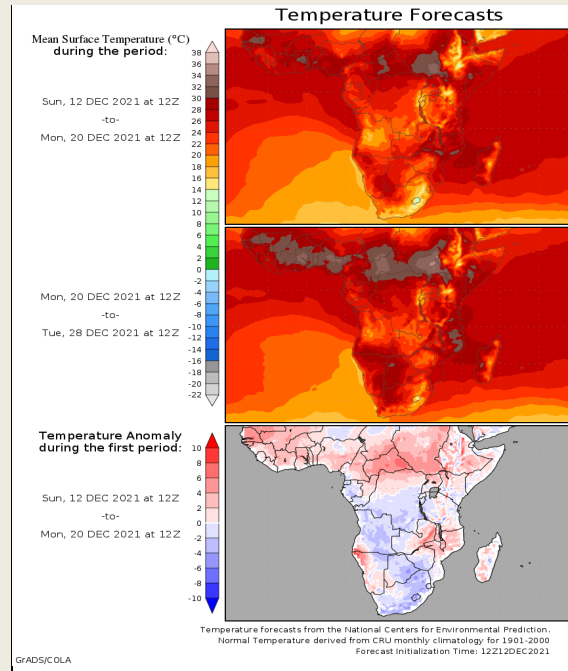 Temperature Forecasts
Mean Surface Temperature (°C)
during the period:
38
36
34
32
30
28
26
24
22
20
18
16
14
12
10
8
6
4
2
0
-2
-4
-6
-8
-10
-12
-14
-16
-18
-20
-22
Sun, 12 DEC 2021 at 12Z
-to-
Mon, 20 DEC 2021 at 12Z
Mon, 20 DEC 2021 at 12Z
-to-
Tue, 28 DEC 2021 at 12Z
Temperature Anomaly
during the first period:
10
8
6
4
2
0
-2
-4
-6
-8
-10
Sun, 12 DEC 2021 at 12Z
-to-
Mon, 20 DEC 2021 at 12Z
Temperature forecasts from the National Centers for Environmental Prediction.
Normal Temperature derived from CRU monthly climatology for 1901-2000
Forecast Initialization Time: 12Z12DEC2021
GrADS/COLA